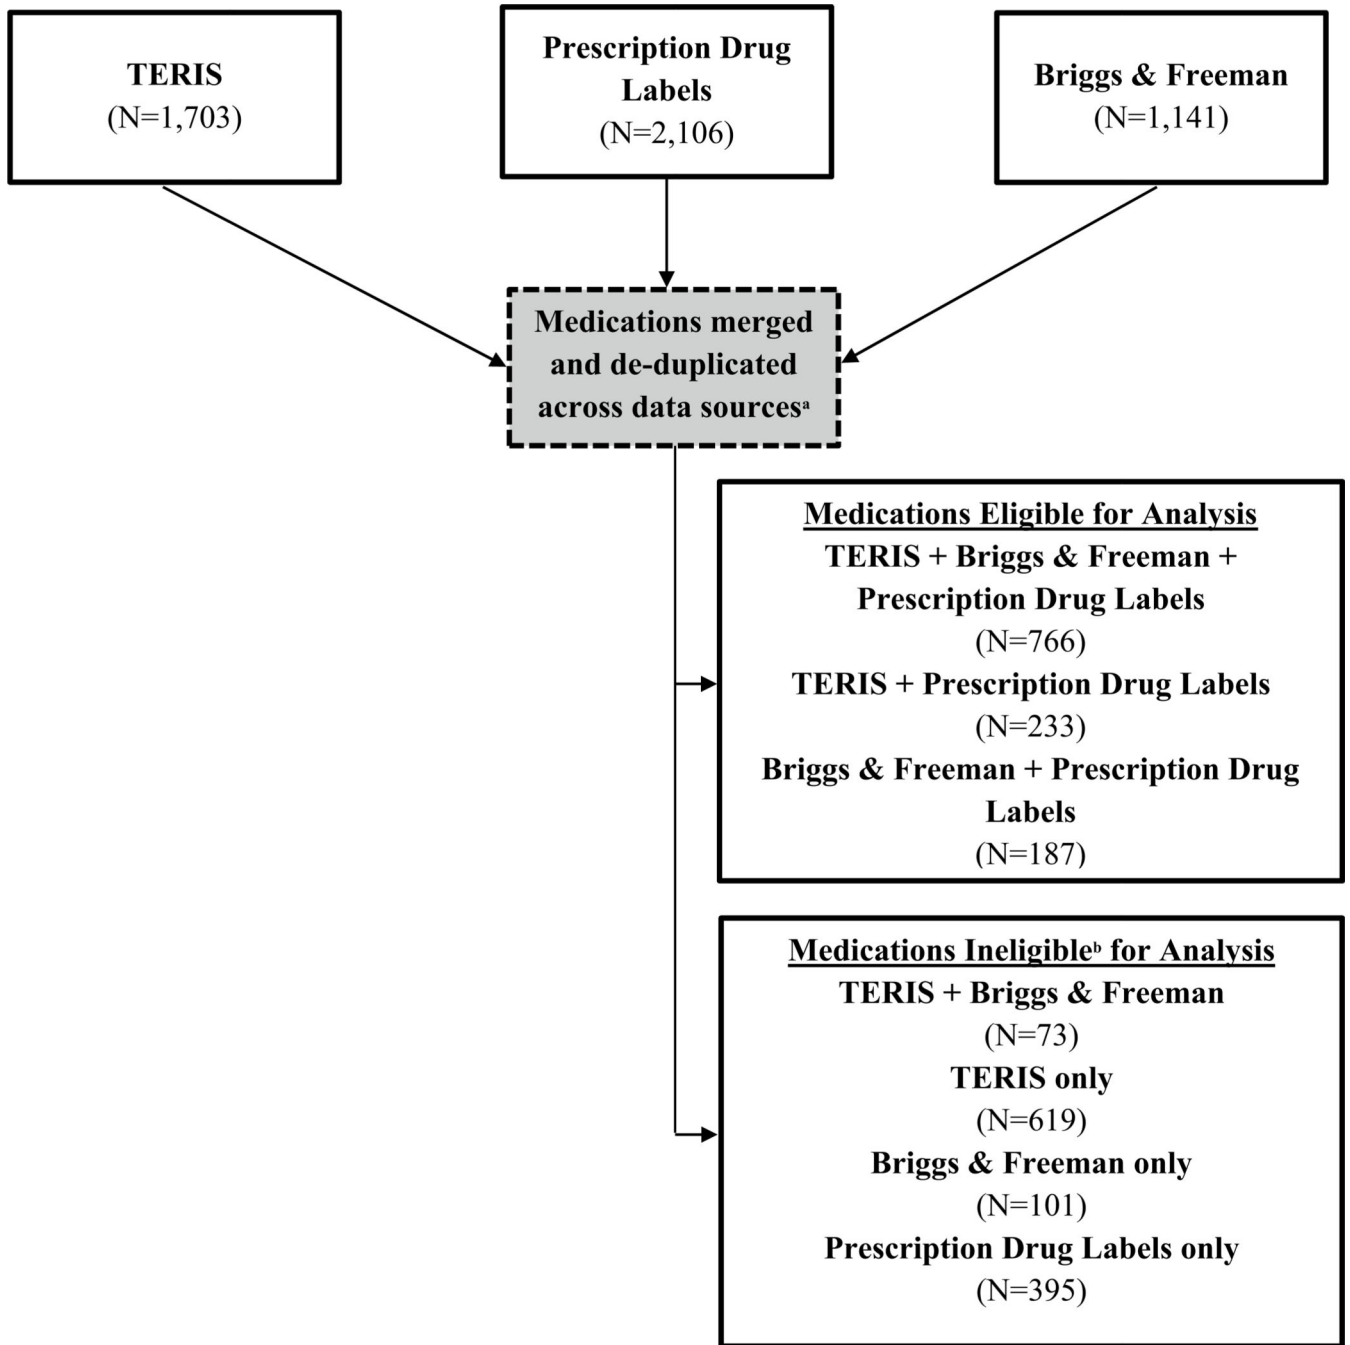 TERIS
(N=1,703)
Prescription Drug
Labels
(N=2,106)
Briggs & Freeman
(N=1,141)
Medications merged
and de-duplicated
across data sourcesᵃ
Medications Eligible for Analysis
TERIS + Briggs & Freeman +
Prescription Drug Labels
(N=766)
TERIS + Prescription Drug Labels
(N=233)
Briggs & Freeman + Prescription Drug
Labels
(N=187)
Medications Ineligibleᵇ for Analysis
TERIS + Briggs & Freeman
(N=73)
TERIS only
(N=619)
Briggs & Freeman only
(N=101)
Prescription Drug Labels only
(N=395)